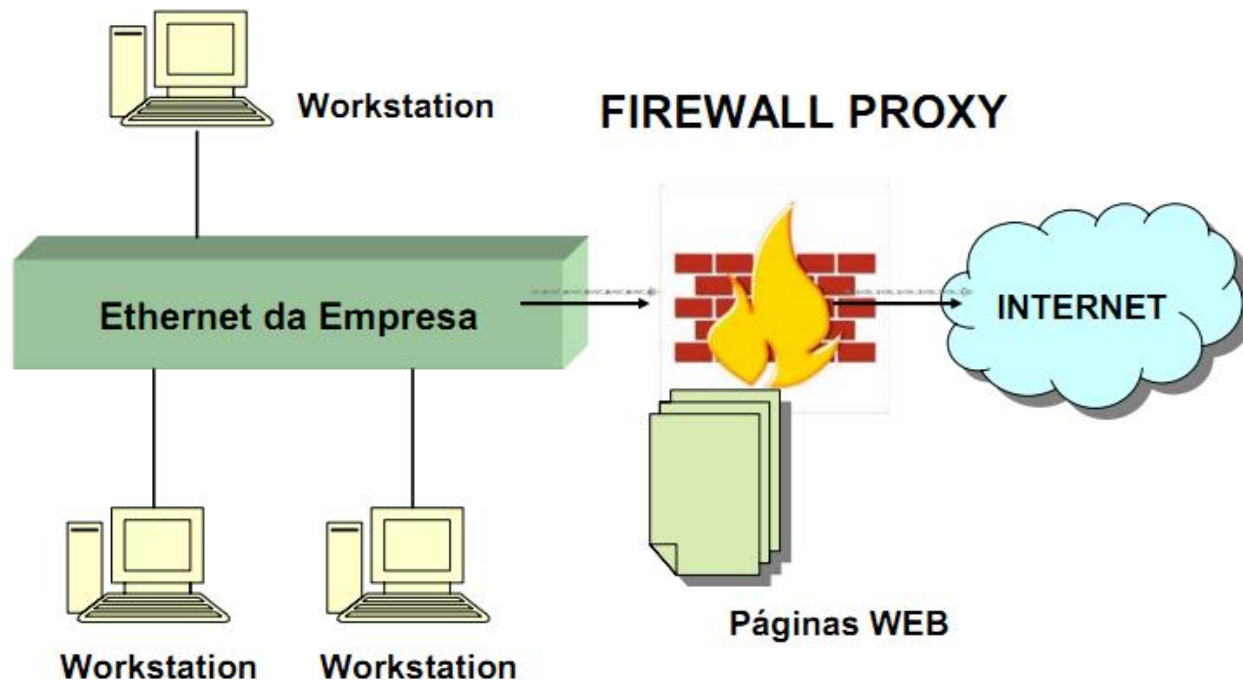 Workstation
FIREWALL PROXY
Ethernet da Empresa
INTERNET
Páginas WEB
Workstation
Workstation